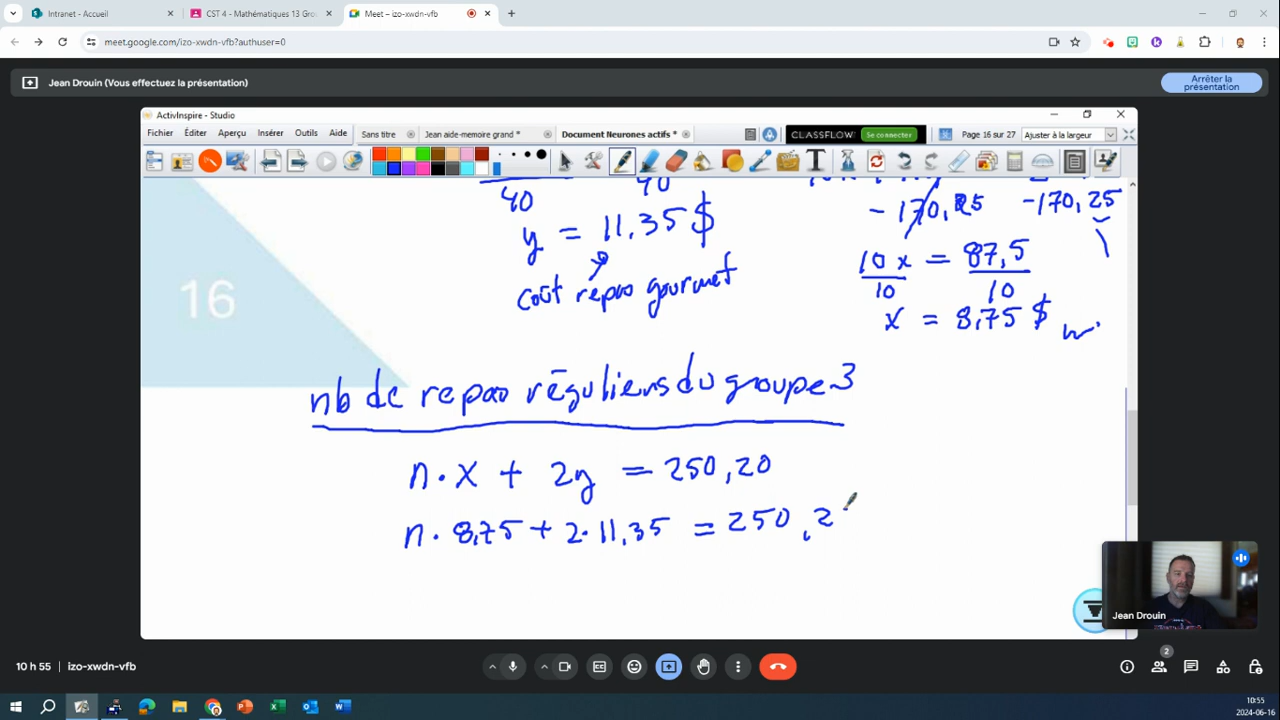 Intranet - Accueil
CST 4 - Mathématiques 13 Gro
Meet – izo-xwdn-vfb
meet.google.com/izo-xwdn-vfb?authuser=0
Jean Drouin (Vous effectuez la présentation)
Arrêter la présentation
ActivInspire - Studio
Fichier Éditer Aperçu Insérer Outils Aide
Sans titre
Jean aide-memoire grand *
Document Neurones actifs *
CLASSFLOW
Se connecter
Page 16 sur 27
Ajuster à la largeur
40 40
- 170,25 -170,25
y = 11,35 $
10 x = 87,5
10 10
coût repas gourmet
x = 8,75 $
16
nb de repas réguliers du groupe 3
n · x + 2y = 250,20
n · 8,75 + 2 · 11,35 = 250,2
Jean Drouin
10 h 55 | izo-xwdn-vfb
2
10:55
2024-06-16